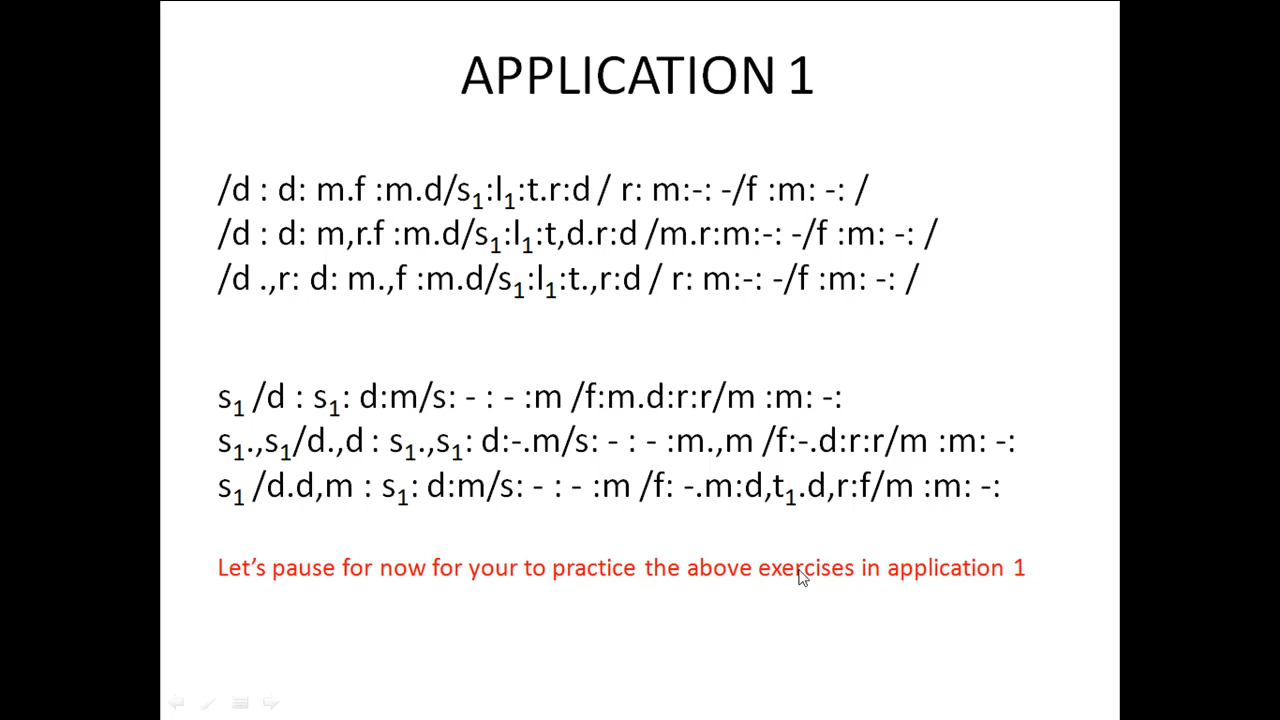 APPLICATION 1
/d : d: m.f :m.d/s₁:l₁:t.r:d / r: m:-: -/f :m: -: /
/d : d: m,r.f :m.d/s₁:l₁:t,d.r:d /m.r:m:-: -/f :m: -: /
/d .,r: d: m.,f :m.d/s₁:l₁:t.,r:d / r: m:-: -/f :m: -: /
s₁ /d : s₁: d:m/s: - : - :m /f:m.d:r:r/m :m: -:
s₁.,s₁/d.,d : s₁.,s₁: d:-.m/s: - : - :m.,m /f:-.d:r:r/m :m: -:
s₁ /d.d,m : s₁: d:m/s: - : - :m /f: -.m:d,t₁.d,r:f/m :m: -:
Let’s pause for now for your to practice the above exercises in application 1